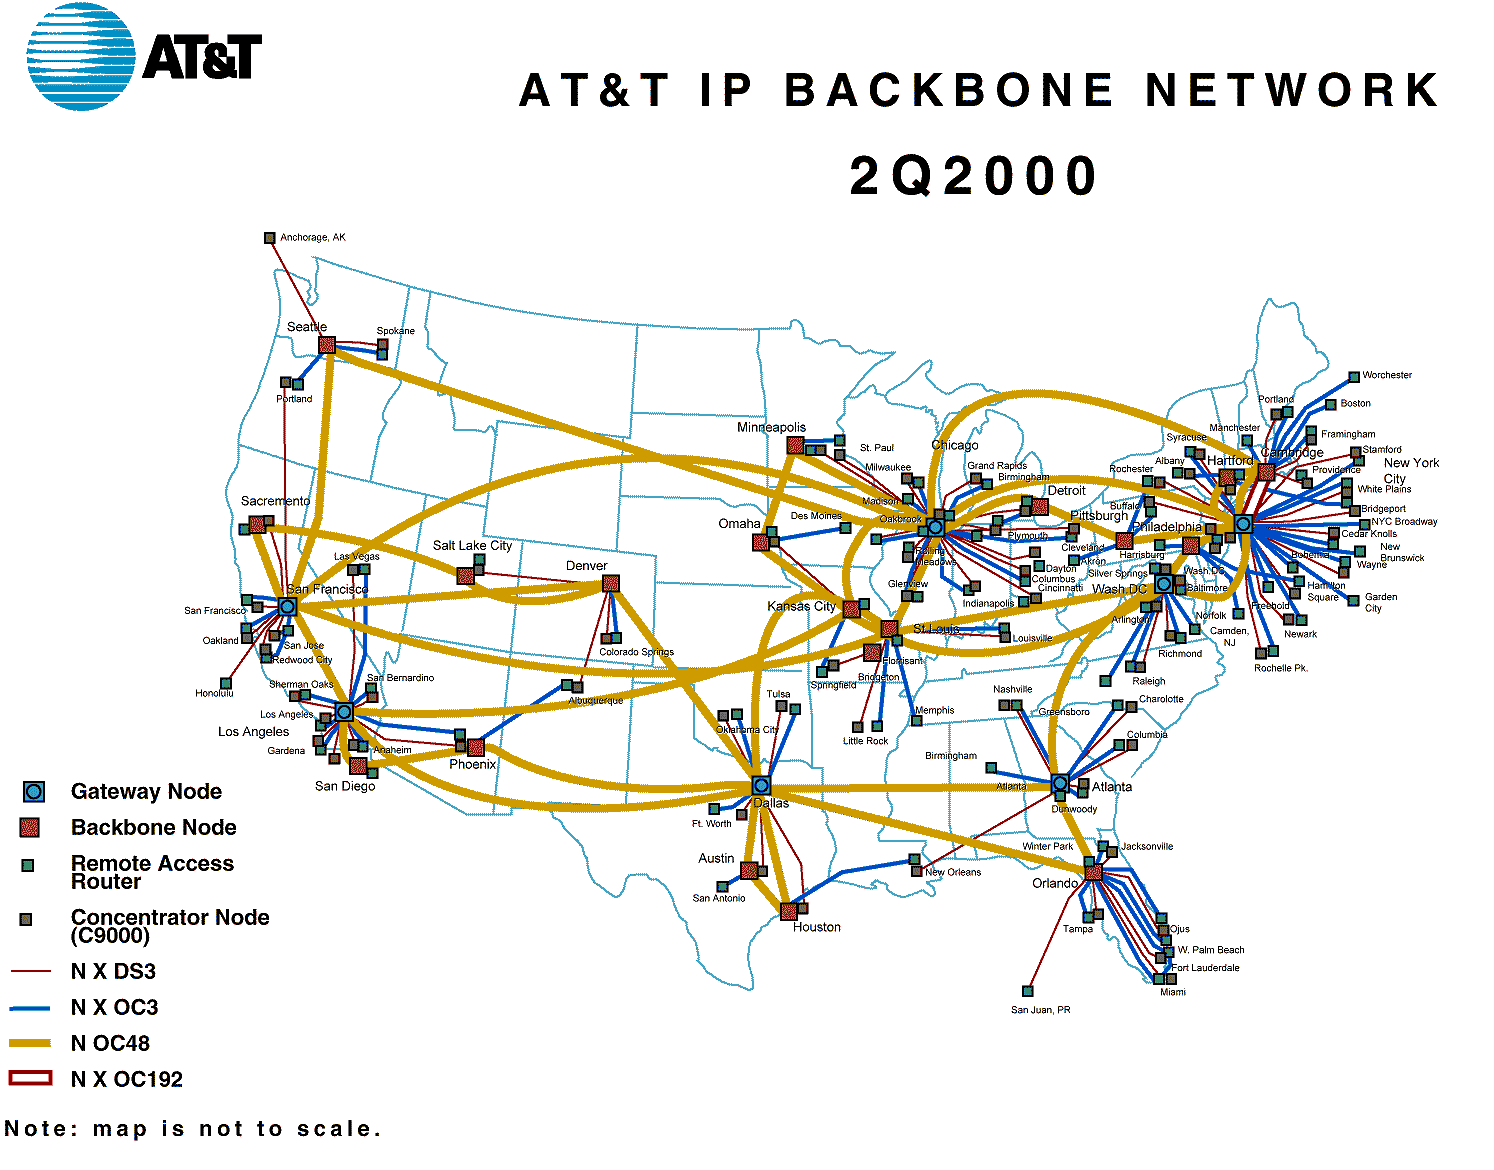 AT&T
AT&T IP BACKBONE NETWORK
2Q2000
Anchorage, AK
Seattle
Spokane
Portland
Worchester
Portland
Boston
Manchester
Framingham
Minneapolis
St. Paul
Chicago
Syracuse
Cambridge
Stamford
New York
City
Milwaukee
Grand Rapids
Birmingham
Albany
Hartford
Rochester
Providence
White Plains
Madison
Detroit
Buffalo
Bridgeport
Sacremento
Omaha
Des Moines
Oakbrook
Pittsburgh
Philadelphia
NYC Broadway
Plymouth
Cedar Knolls
Salt Lake City
Las Vegas
Rolling
Meadows
Cleveland
Harrisburg
Akron
New
Brunswick
Bohemia
Wayne
Denver
Dayton
Columbus
Cincinnati
Silver Springs
Wash.DC
Wash.DC
Baltimore
Hamilton
Square
San Francisco
San Francisco
Glenview
Indianapolis
Kansas City
Garden
City
Freehold
Arlington
Norfolk
Camden,
NJ
Newark
Oakland
San Jose
Redwood City
St.Louis
Louisville
Colorado Springs
Florisant
Bridgeton
Springfield
Richmond
Rochelle Pk.
Raleigh
Honolulu
Sherman Oaks
San Bernardino
Albuquerque
Tulsa
Nashville
Charolotte
Greensboro
Los Angeles
Los Angeles
Oklahoma City
Memphis
Little Rock
Columbia
Gardena
Anaheim
Phoenix
San Diego
Birmingham
Atlanta
Atlanta
Dallas
Dunwoody
Ft. Worth
Winter Park
Jacksonville
Austin
San Antonio
New Orleans
Orlando
Houston
Tampa
Ojus
W. Palm Beach
Fort Lauderdale
Miami
San Juan, PR
Gateway Node
Backbone Node
Remote Access
Router
Concentrator Node
(C9000)
N X DS3
N X OC3
N OC48
N X OC192
Note: map is not to scale.